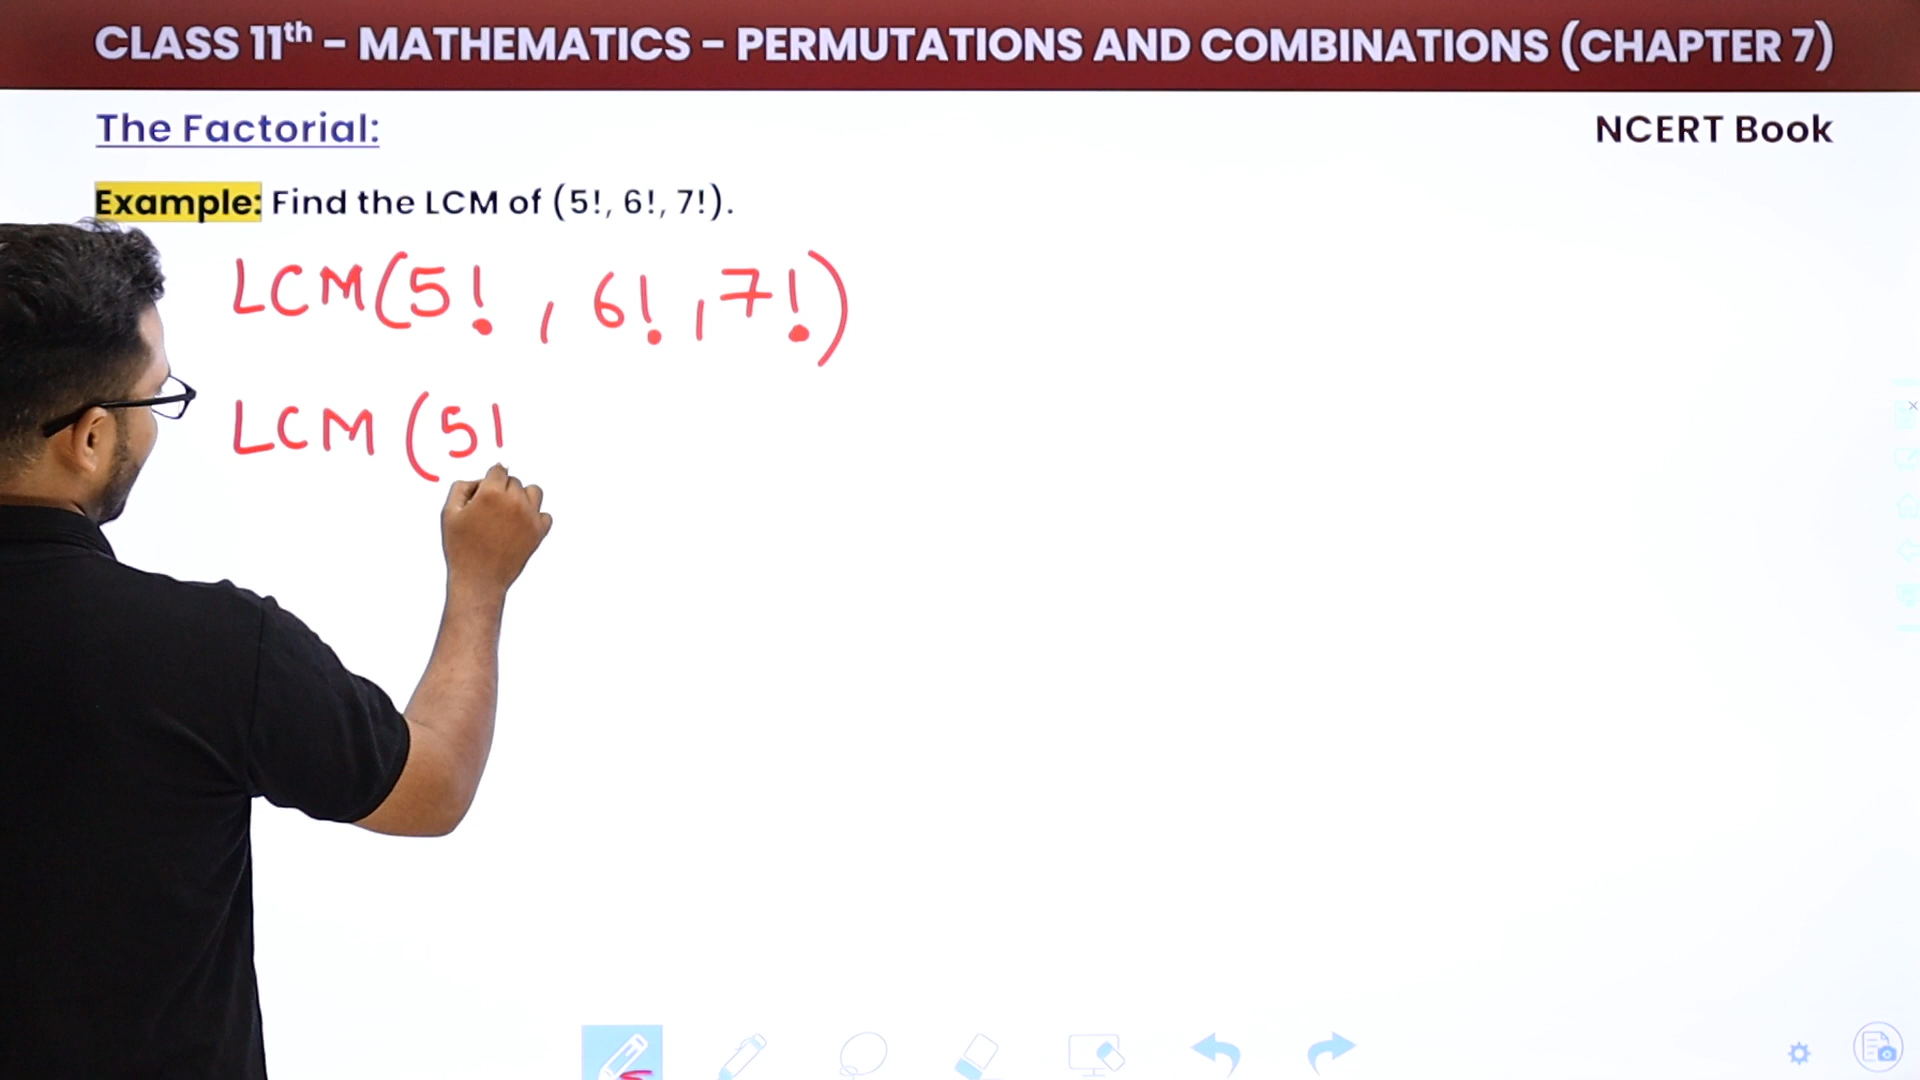 CLASS 11th – MATHEMATICS – PERMUTATIONS AND COMBINATIONS (CHAPTER 7)
The Factorial:
NCERT Book
Example: Find the LCM of (5!, 6!, 7!).
LCM(5! , 6! , 7!)
LCM (5!